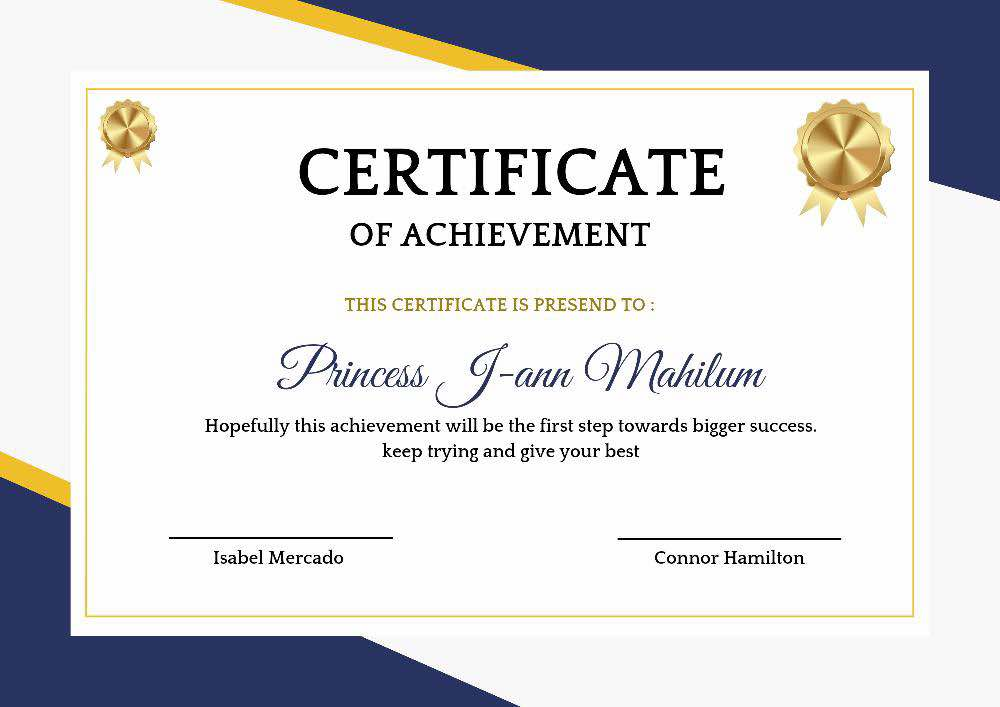 CERTIFICATE
OF ACHIEVEMENT
THIS CERTIFICATE IS PRESEND TO :
Princess J-ann Mahilum
Hopefully this achievement will be the first step towards bigger success.
keep trying and give your best
Isabel Mercado
Connor Hamilton